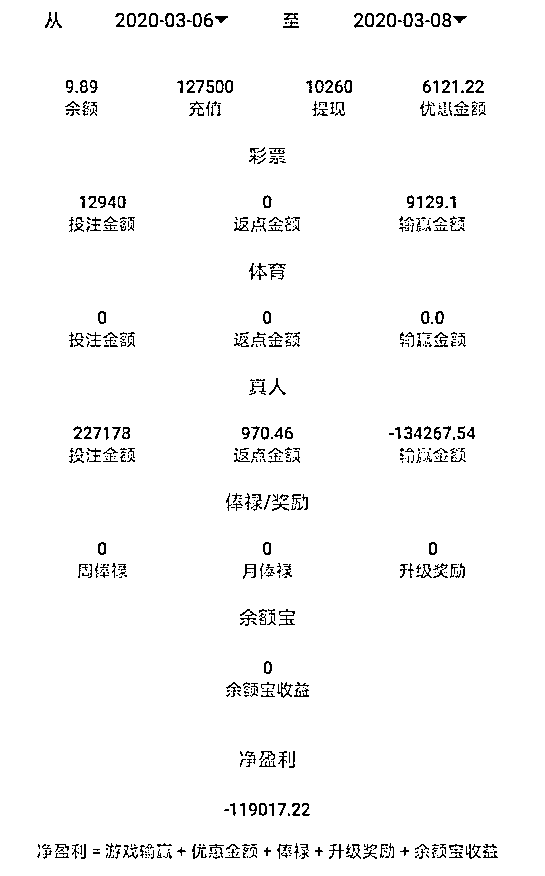 从 2020-03-06 至 2020-03-08
9.89 127500 10260 6121.22
余额 充值 提现 优惠金额
彩票
12940 0 9129.1
投注金额 返点金额 输赢金额
体育
0 0 0.0
投注金额 返点金额 输赢金额
真人
227178 970.46 -134267.54
投注金额 返点金额 输赢金额
俸禄/奖励
0 0 0
周俸禄 月俸禄 升级奖励
余额宝
0
余额宝收益
净盈利
-119017.22
净盈利 = 游戏输赢 + 优惠金额 + 俸禄 + 升级奖励 + 余额宝收益